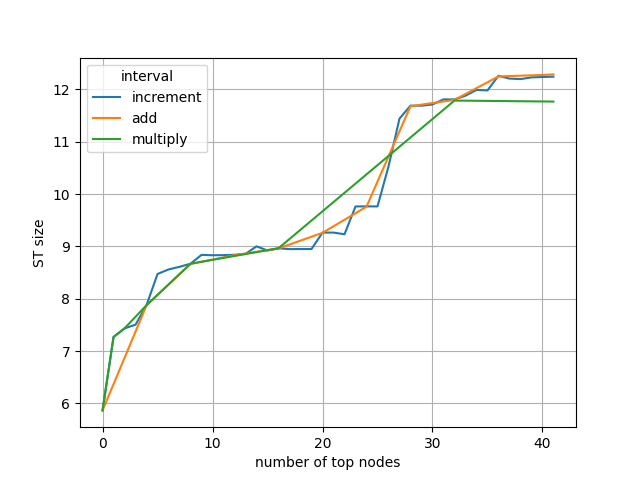 interval
increment
add
multiply
12
11
10
9
8
7
6
ST size
0 10 20 30 40
number of top nodes